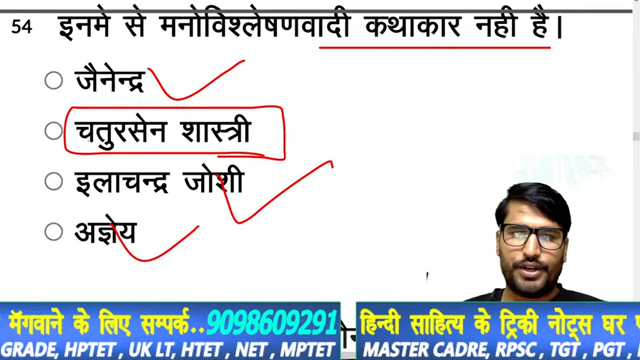 54 इनमे से मनोविश्लेषणवादी कथाकार नही है।
जैनेन्द्र
चतुरसेन शास्त्री
इलाचन्द्र जोशी
अज्ञेय
मॅगवाने के लिए सम्पर्क..9098609291 हिन्दी साहित्य के ट्रिकी नोट्स घर
GRADE, HPTET, UK LT, HTET, NET, MPTET MASTER CADRE, RPSC, TGT, PGT,